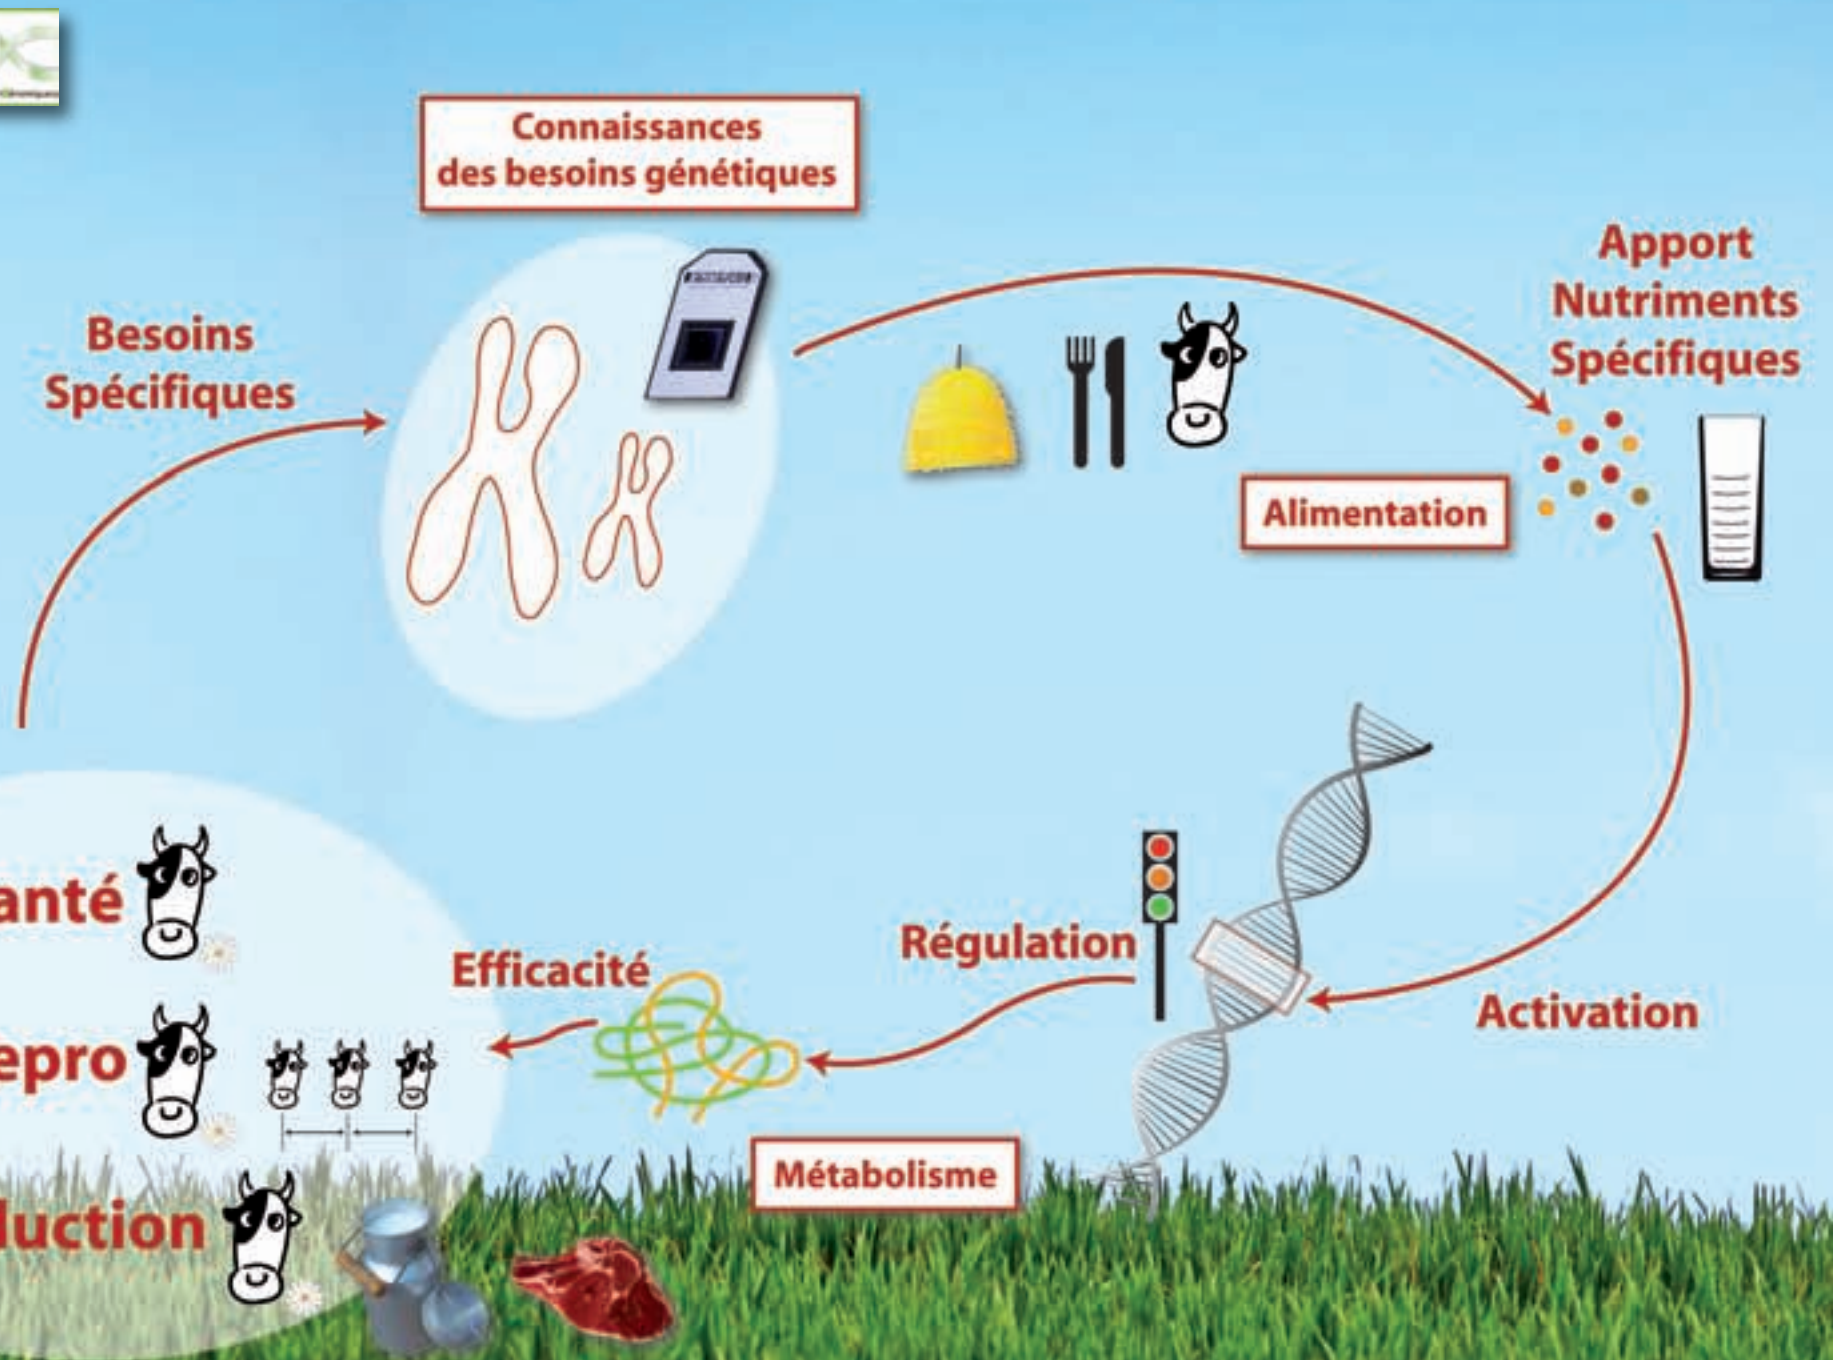 Connaissances
des besoins génétiques
Besoins
Spécifiques
Apport
Nutriments
Spécifiques
Alimentation
Activation
Régulation
Efficacité
Métabolisme
anté
epro
luction